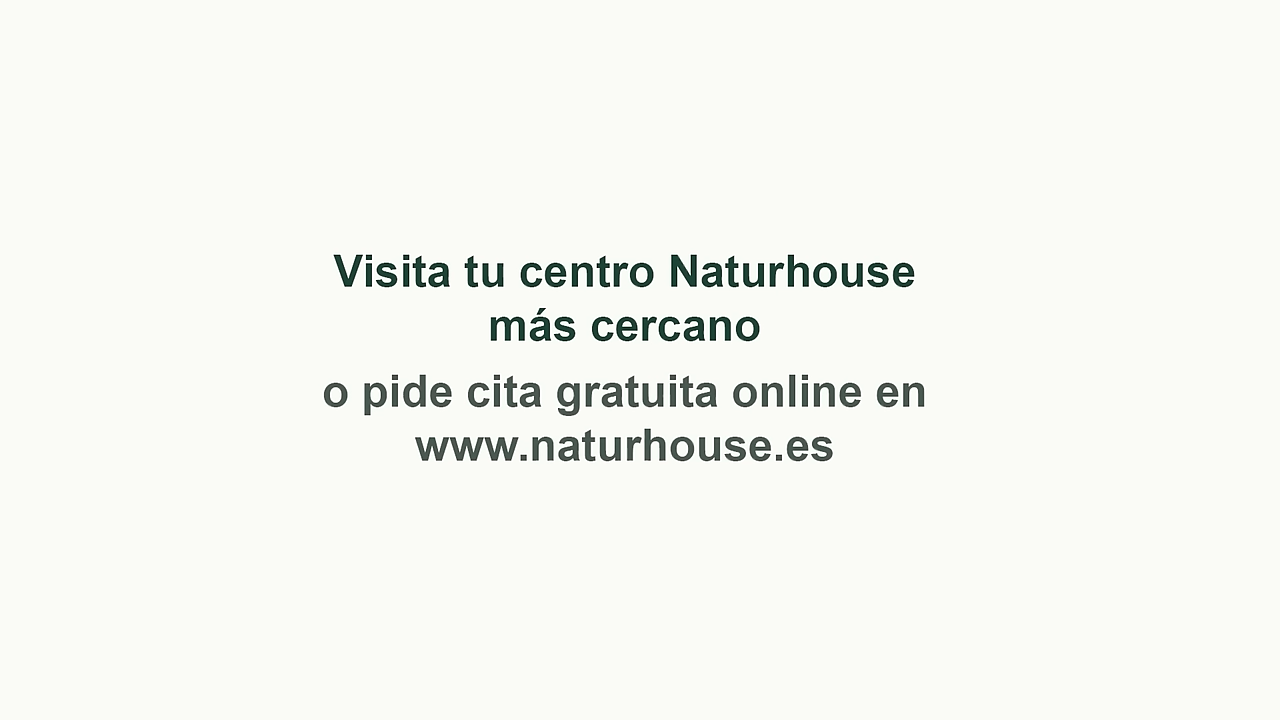 Visita tu centro Naturhouse
más cercano
o pide cita gratuita online en
www.naturhouse.es